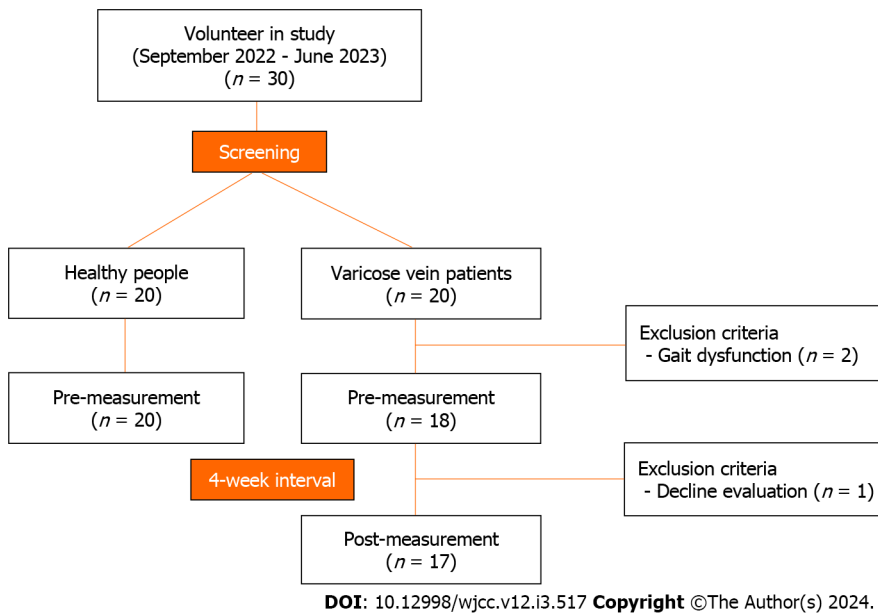 Volunteer in study
(September 2022 - June 2023)
(n = 30)
Screening
Healthy people
(n = 20)
Varicose vein patients
(n = 20)
Exclusion criteria
- Gait dysfunction (n = 2)
Pre-measurement
(n = 20)
Pre-measurement
(n = 18)
4-week interval
Exclusion criteria
- Decline evaluation (n = 1)
Post-measurement
(n = 17)
DOI: 10.12998/wjcc.v12.i3.517 Copyright ©The Author(s) 2024.